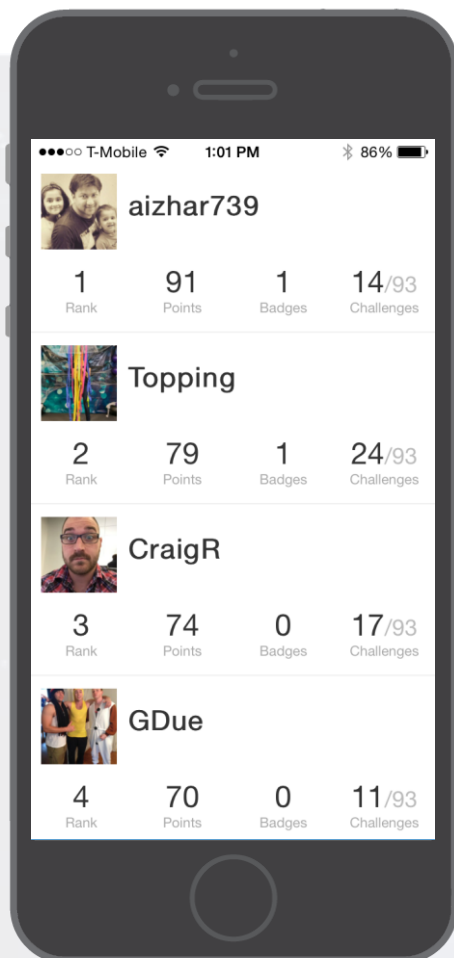 T-Mobile 1:01 PM 86%
aizhar739
1 91 1 14/93
Rank Points Badges Challenges
Topping
2 79 1 24/93
Rank Points Badges Challenges
CraigR
3 74 0 17/93
Rank Points Badges Challenges
GDue
4 70 0 11/93
Rank Points Badges Challenges